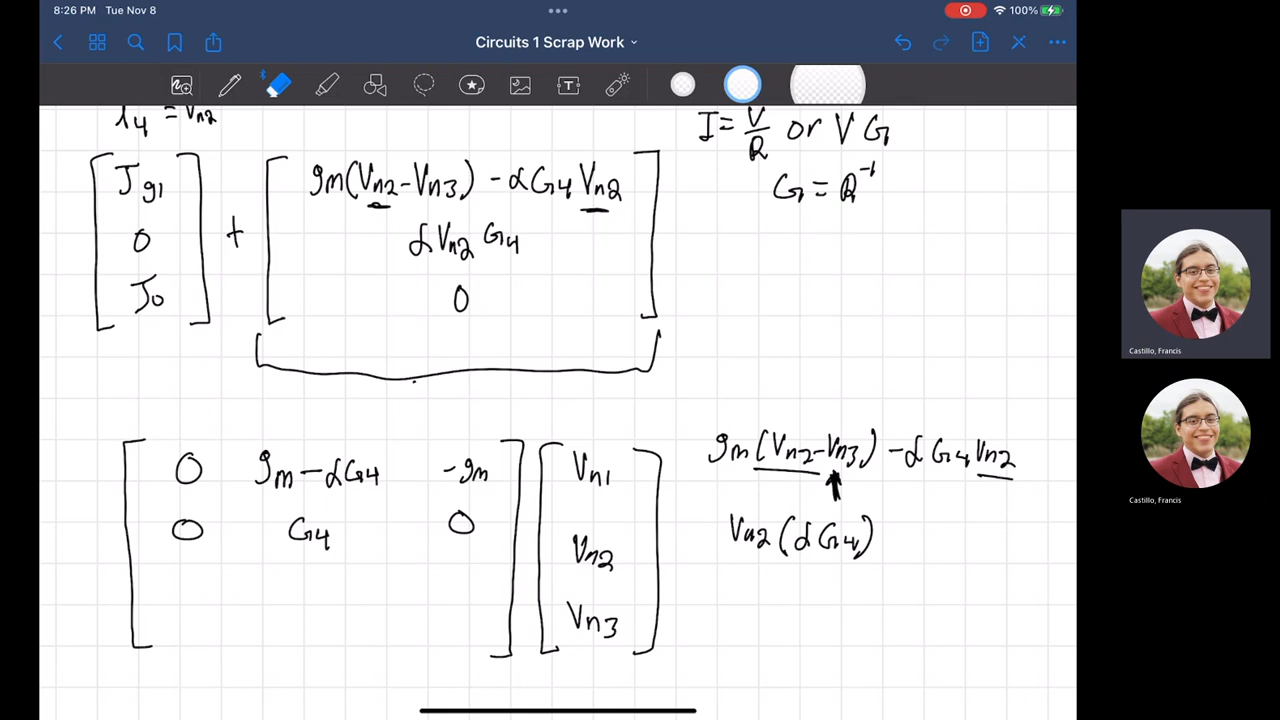 8:26 PM Tue Nov 8
100%
Circuits 1 Scrap Work
i4 = Vn2
I = V/R or V G
G = R⁻¹
Jg1
0
J0
+
gm(Vn2-Vn3) - αG4 Vn2
αVn2 G4
0
0 gm-αG4 -gm
0 G4 0
Vn1
Vn2
Vn3
gm(Vn2-Vn3) - αG4Vn2
Vn2(αG4)
Castillo, Francis
Castillo, Francis